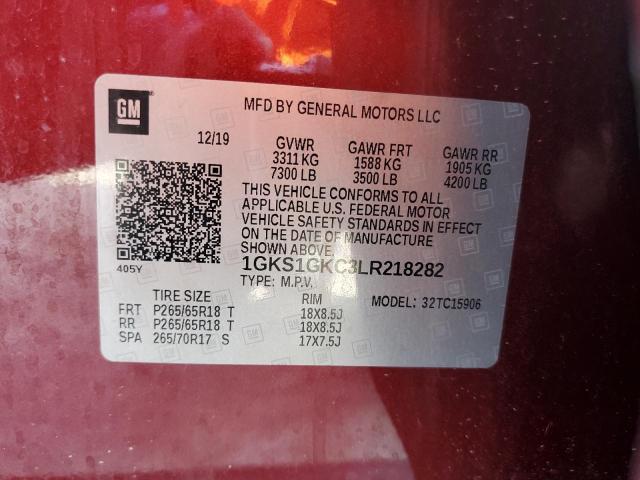 GM
MFD BY GENERAL MOTORS LLC
12/19 GVWR GAWR FRT GAWR RR
3311 KG 1588 KG 1905 KG
7300 LB 3500 LB 4200 LB
THIS VEHICLE CONFORMS TO ALL
APPLICABLE U.S. FEDERAL MOTOR
VEHICLE SAFETY STANDARDS IN EFFECT
ON THE DATE OF MANUFACTURE
SHOWN ABOVE.
405Y 1GKS1GKC3LR218282
TYPE: M.P.V. MODEL: 32TC15906
TIRE SIZE RIM
FRT P265/65R18 T 18X8.5J
RR P265/65R18 T 18X8.5J
SPA 265/70R17 S 17X7.5J